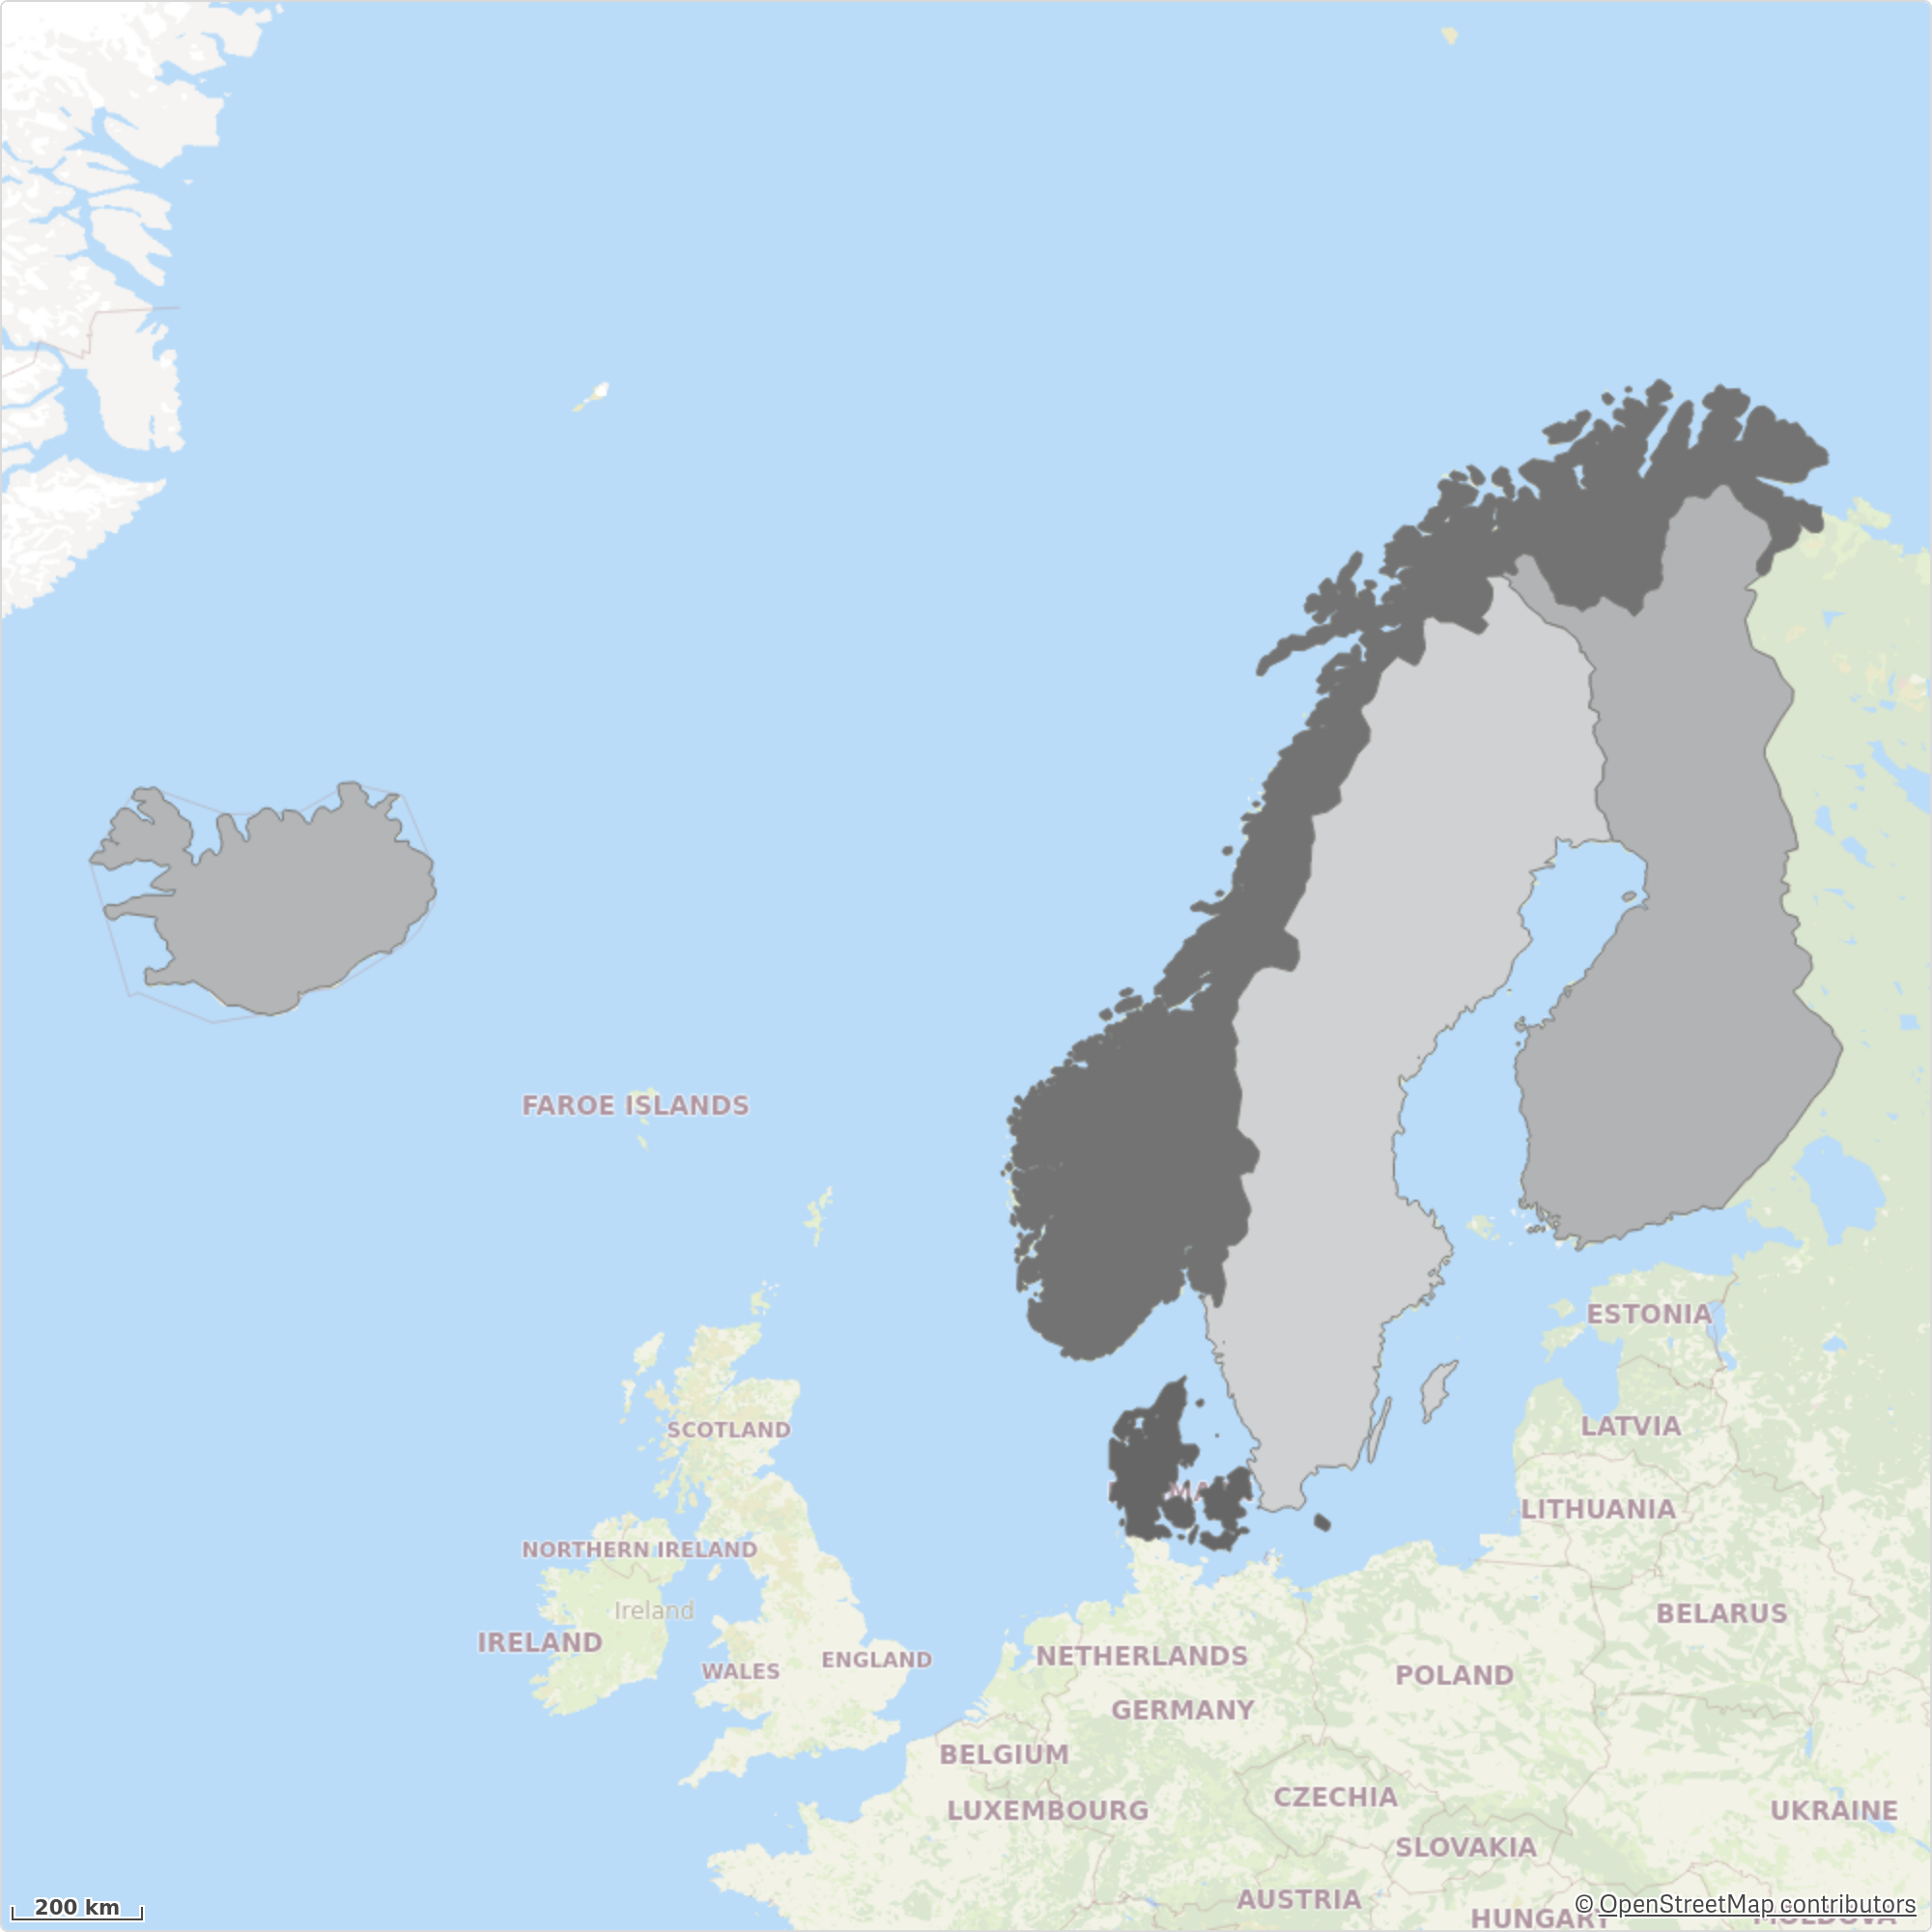 FAROE ISLANDS
ESTONIA
SCOTLAND
LATVIA
LITHUANIA
NORTHERN IRELAND
Ireland
BELARUS
IRELAND
NETHERLANDS
ENGLAND
WALES
POLAND
GERMANY
BELGIUM
CZECHIA
LUXEMBOURG
UKRAINE
SLOVAKIA
AUSTRIA
200 km
© OpenStreetMap contributors
HUNGARY
MOLDOVA